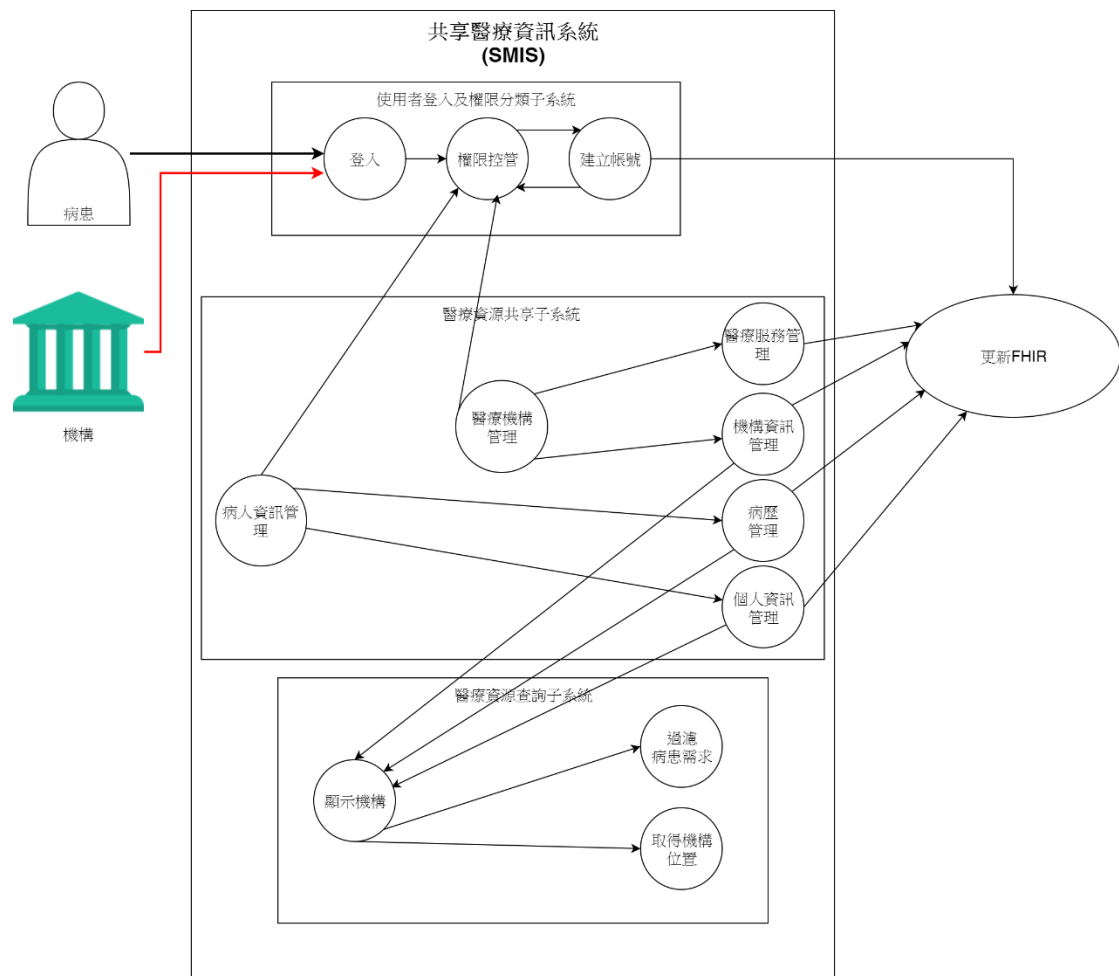 共享醫療資訊系統
(SMIS)
使用者登入及權限分類子系統
登入
權限控管
建立帳號
病患
機構
醫療資源共享子系統
醫療服務管
理
醫療機構
管理
機構資訊
管理
病人資訊管
理
病歷
管理
個人資訊
管理
更新FHIR
醫療資源查詢子系統
過濾
病患需求
顯示機構
取得機構
位置